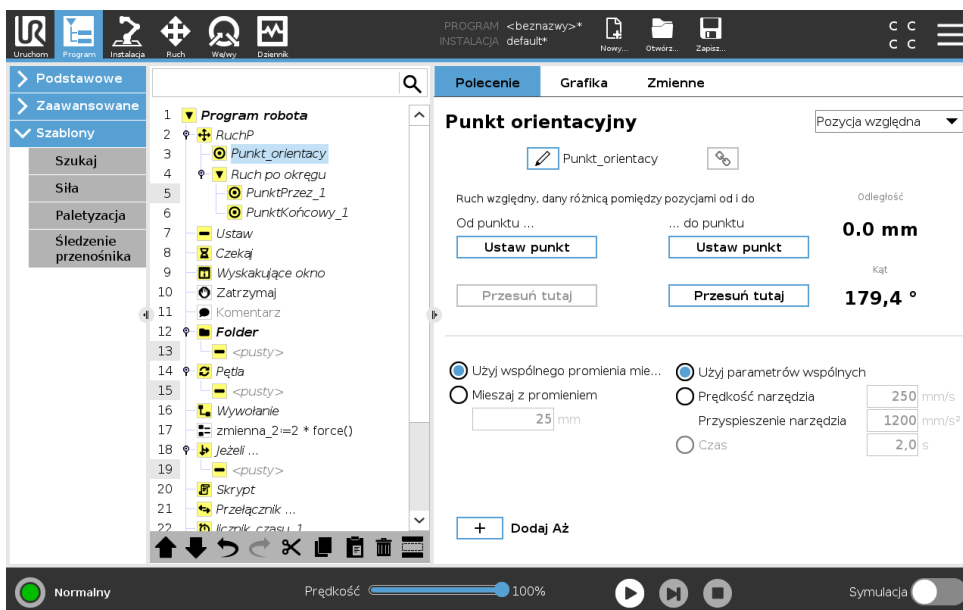 UR
PROGRAM <beznazwy>*
INSTALACJA default*
Uruchom Program Instalacja Ruch We/wy Dziennik Nowy... Otwórz... Zapisz...
C C
C C
Podstawowe
Zaawansowane
Szablony
Szukaj
Siła
Paletyzacja
Śledzenie
przenośnika
1 Program robota
2 RuchP
3 Punkt_orientacy
4 Ruch po okręgu
5 PunktPrzez_1
6 PunktKońcowy_1
7 Ustaw
8 Czekaj
9 Wyskakujące okno
10 Zatrzymaj
11 Komentarz
12 Folder
13 <pusty>
14 Pętla
15 <pusty>
16 Wywołanie
17 zmienna_2≔2 * force()
18 Jeżeli ...
19 <pusty>
20 Skrypt
21 Przełącznik ...
22 licznik_czasu_1
Polecenie Grafika Zmienne
Punkt orientacyjny
Pozycja względna
Punkt_orientacy
Ruch względny, dany różnicą pomiędzy pozycjami od i do
Odległość
Od punktu ... ... do punktu
0.0 mm
Ustaw punkt Ustaw punkt
Kąt
Przesuń tutaj Przesuń tutaj
179,4 °
Użyj wspólnego promienia mie...
Mieszaj z promieniem
25 mm
Użyj parametrów wspólnych
Prędkość narzędzia 250 mm/s
Przyspieszenie narzędzia 1200 mm/s²
Czas 2,0 s
+ Dodaj Aż
Normalny
Prędkość 100%
Symulacja